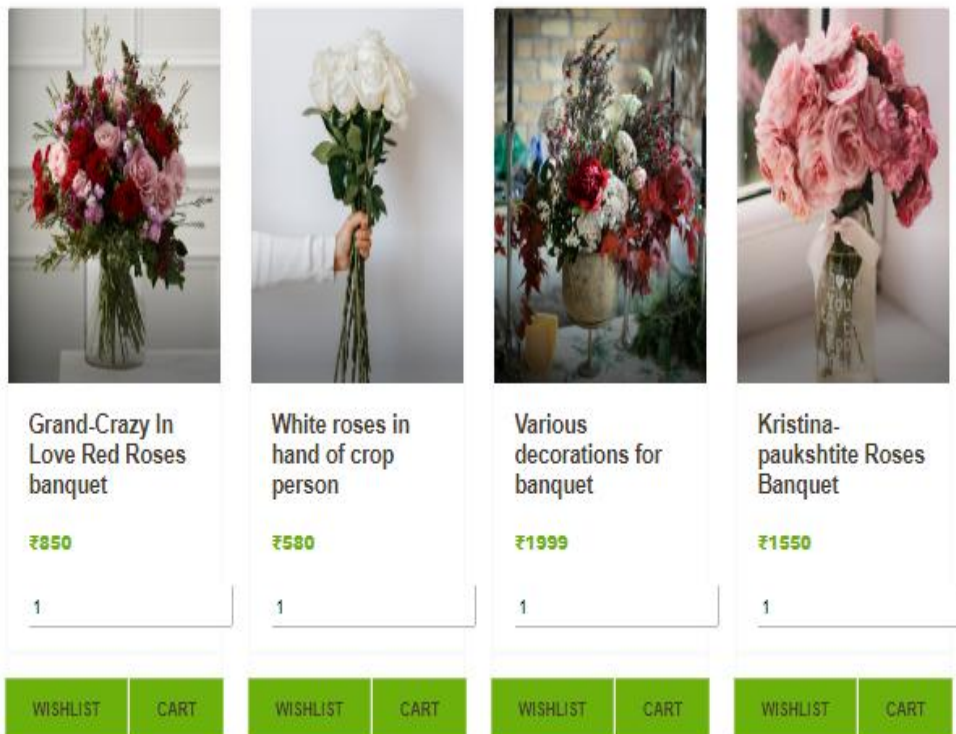 Grand-Crazy In
Love Red Roses
banquet
₹850
1
WISHLIST
CART
White roses in
hand of crop
person
₹580
1
WISHLIST
CART
Various
decorations for
banquet
₹1999
1
WISHLIST
CART
You
Kristina-
paukshtite Roses
Banquet
₹1550
1
WISHLIST
CART